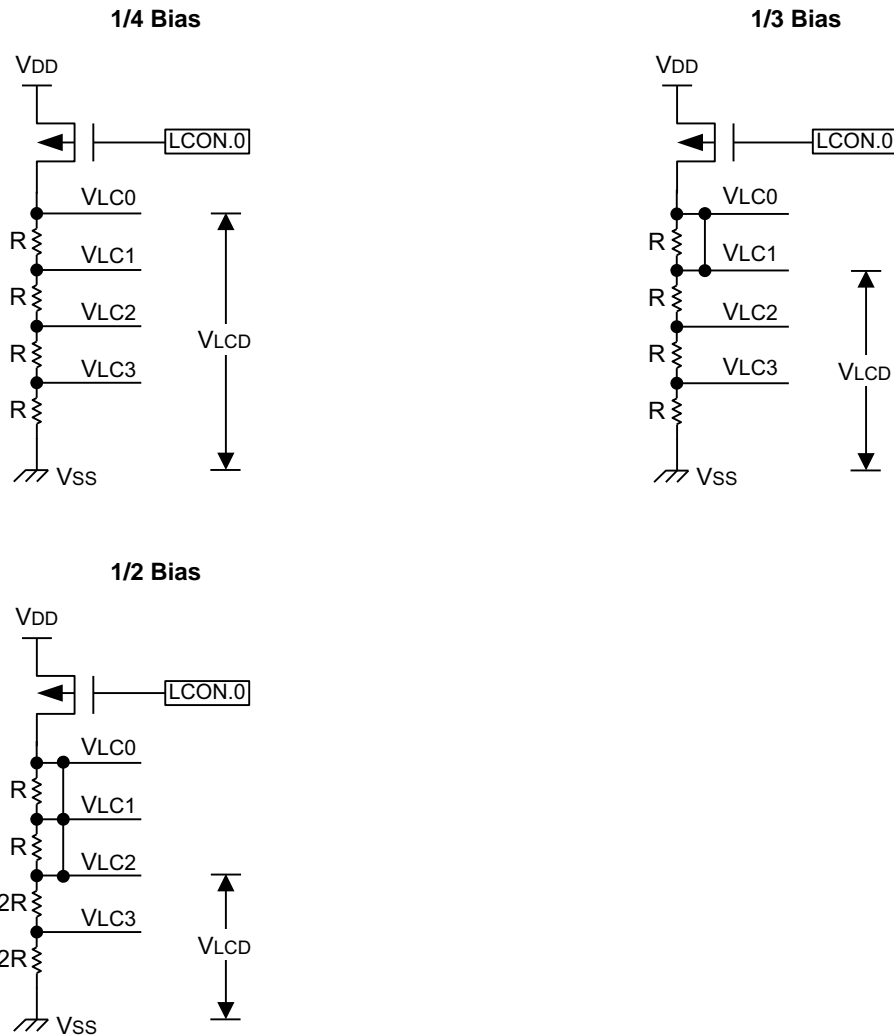 1/4 Bias
VDD
LCON.0
VLC0
R
VLC1
R
VLC2
R
VLC3
R
VLCD
VSS
1/3 Bias
VDD
LCON.0
VLC0
R
VLC1
R
VLC2
R
VLC3
R
VLCD
VSS
1/2 Bias
VDD
LCON.0
VLC0
R
VLC1
R
VLC2
2R
VLC3
2R
VLCD
VSS